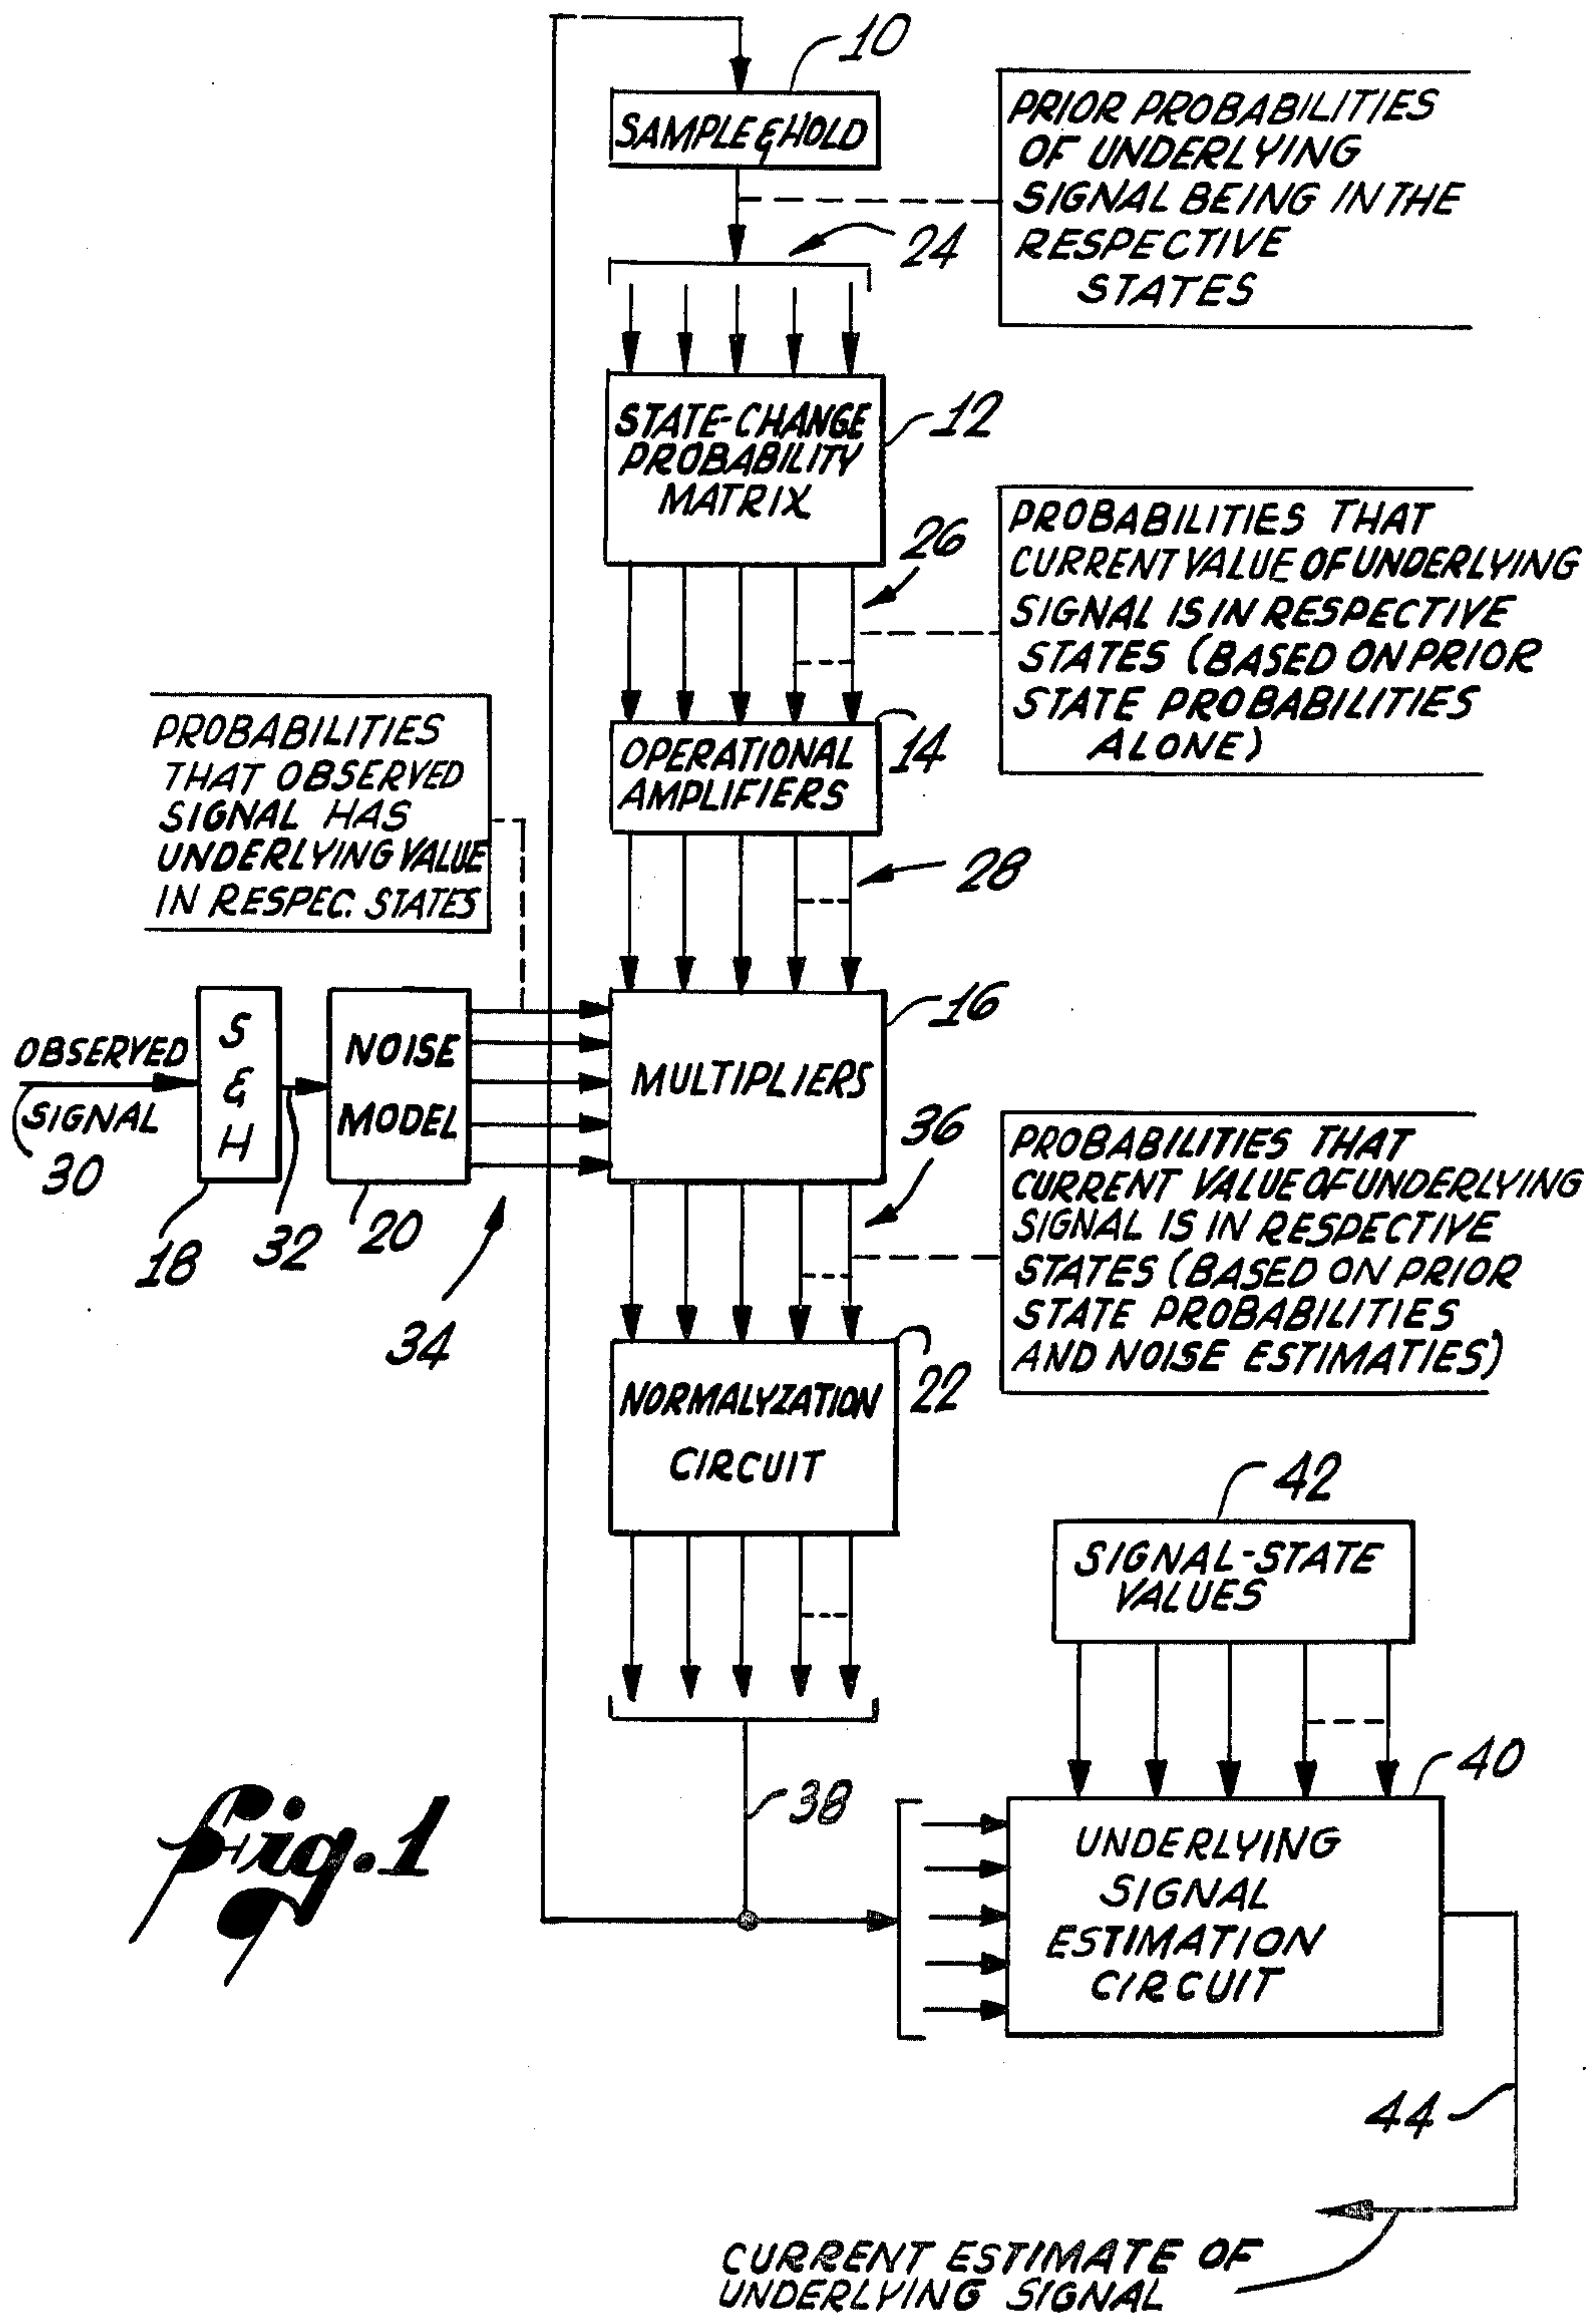 10
SAMPLE & HOLD
PRIOR PROBABILITIES
OF UNDERLYING
SIGNAL BEING IN THE
RESPECTIVE
STATES
24
STATE-CHANGE
PROBABILITY
MATRIX
12
26
PROBABILITIES THAT
CURRENT VALUE OF UNDERLYING
SIGNAL IS IN RESPECTIVE
STATES (BASED ON PRIOR
STATE PROBABILITIES
ALONE)
PROBABILITIES
THAT OBSERVED
SIGNAL HAS
UNDERLYING VALUE
IN RESPEC. STATES
OPERATIONAL
AMPLIFIERS
14
28
OBSERVED
SIGNAL
30
S
&
H
18
32
NOISE
MODEL
20
34
MULTIPLIERS
16
36
PROBABILITIES THAT
CURRENT VALUE OF UNDERLYING
SIGNAL IS IN RESPECTIVE
STATES (BASED ON PRIOR
STATE PROBABILITIES
AND NOISE ESTIMATIES)
NORMALYZATION
CIRCUIT
22
42
SIGNAL-STATE
VALUES
38
40
UNDERLYING
SIGNAL
ESTIMATION
CIRCUIT
Fig. 1
44
CURRENT ESTIMATE OF
UNDERLYING SIGNAL